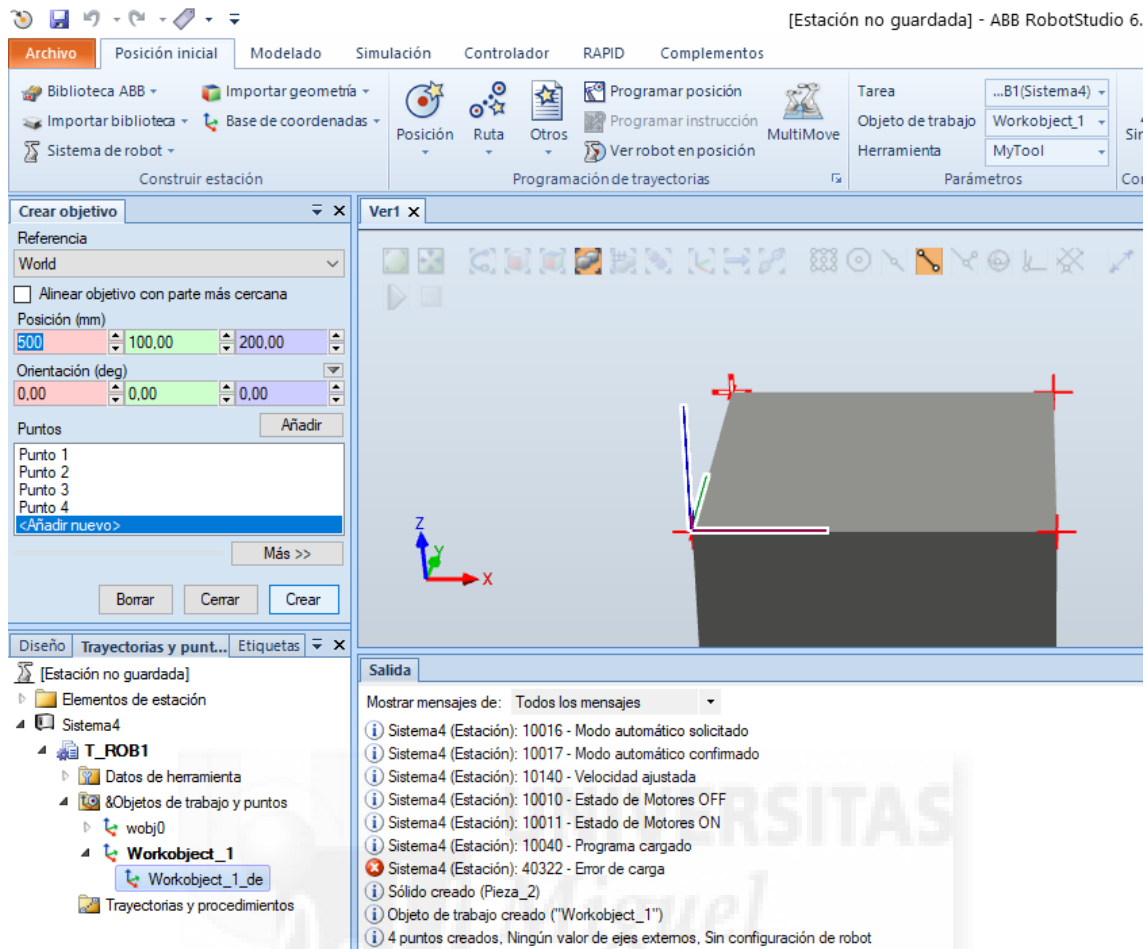 [Estación no guardada] - ABB RobotStudio 6.
Archivo Posición inicial Modelado Simulación Controlador RAPID Complementos
Biblioteca ABB
Importar geometría
Importar biblioteca
Base de coordenadas
Sistema de robot
Construir estación
Posición
Ruta
Otros
Programar posición
Programar instrucción
Ver robot en posición
MultiMove
Programación de trayectorias
Tarea ...B1(Sistema4)
Objeto de trabajo Workobject_1
Herramienta MyTool
Parámetros
Sir
Cor
Crear objetivo
Referencia
World
Alinear objetivo con parte más cercana
Posición (mm)
500 100,00 200,00
Orientación (deg)
0,00 0,00 0,00
Puntos
Añadir
Punto 1
Punto 2
Punto 3
Punto 4
<Añadir nuevo>
Más >>
Borrar Cerrar Crear
Ver1
Z
Y
X
Diseño Trayectorias y punt... Etiquetas
[Estación no guardada]
Elementos de estación
Sistema4
T_ROB1
Datos de herramienta
&Objetos de trabajo y puntos
wobj0
Workobject_1
Workobject_1_de
Trayectorias y procedimientos
Salida
Mostrar mensajes de: Todos los mensajes
Sistema4 (Estación): 10016 - Modo automático solicitado
Sistema4 (Estación): 10017 - Modo automático confirmado
Sistema4 (Estación): 10140 - Velocidad ajustada
Sistema4 (Estación): 10010 - Estado de Motores OFF
Sistema4 (Estación): 10011 - Estado de Motores ON
Sistema4 (Estación): 10040 - Programa cargado
Sistema4 (Estación): 40322 - Error de carga
Sólido creado (Pieza_2)
Objeto de trabajo creado ("Workobject_1")
4 puntos creados, Ningún valor de ejes externos, Sin configuración de robot
UNIVERSITAS
Miguel